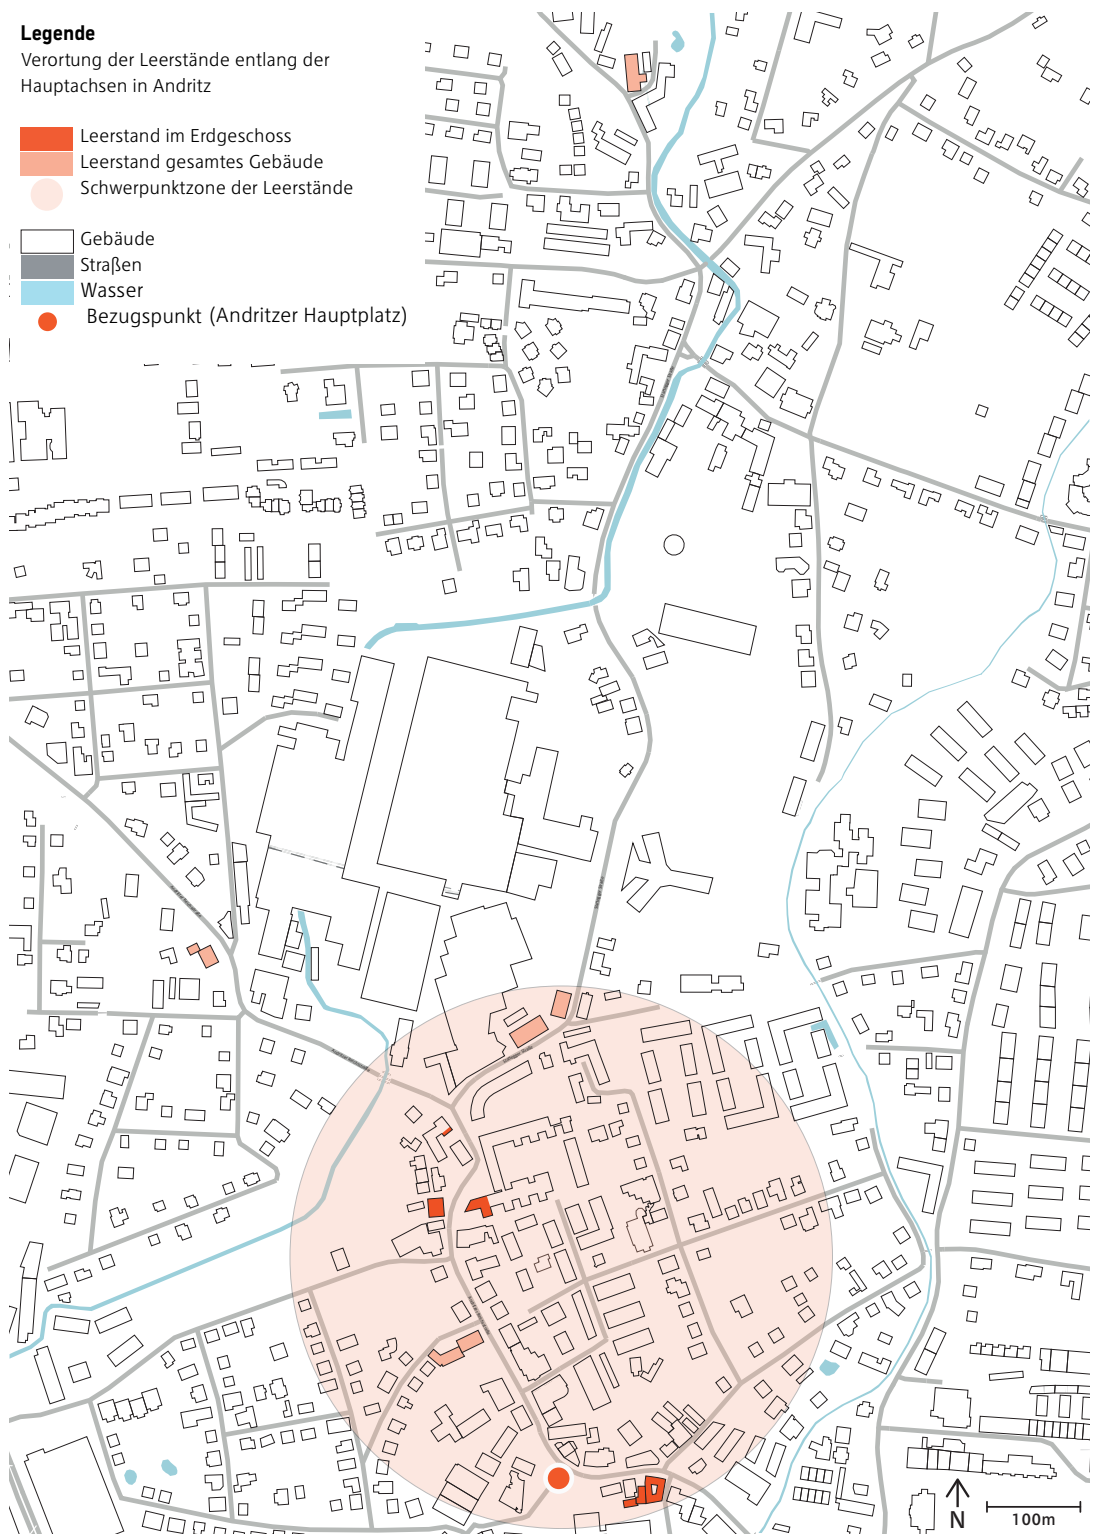 Legende
Verortung der Leerstände entlang der
Hauptachsen in Andritz
Leerstand im Erdgeschoss
Leerstand gesamtes Gebäude
Schwerpunktzone der Leerstände
Gebäude
Straßen
Wasser
Bezugspunkt (Andritzer Hauptplatz)
N
100m